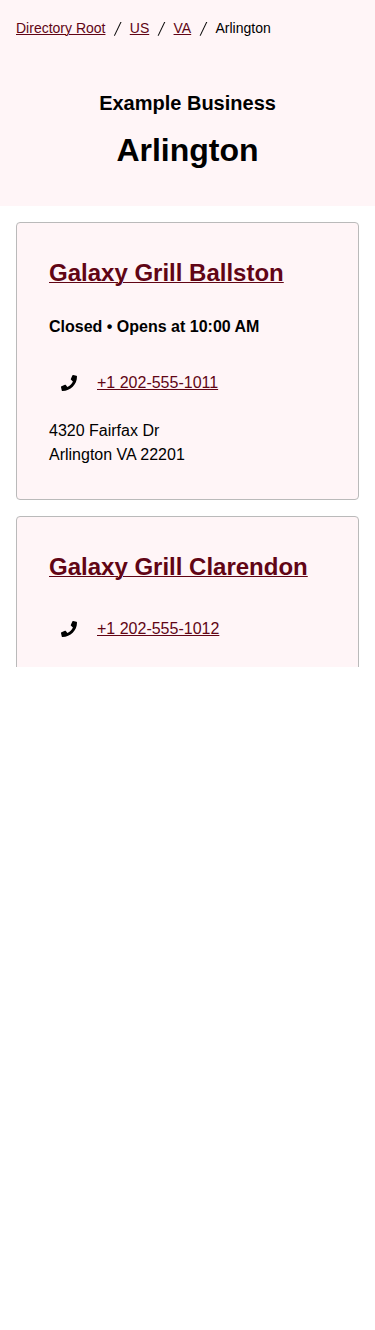 Directory Root / US / VA / Arlington
Example Business
Arlington
Galaxy Grill Ballston
Closed • Opens at 10:00 AM
+1 202-555-1011
4320 Fairfax Dr
Arlington VA 22201
Galaxy Grill Clarendon
+1 202-555-1012